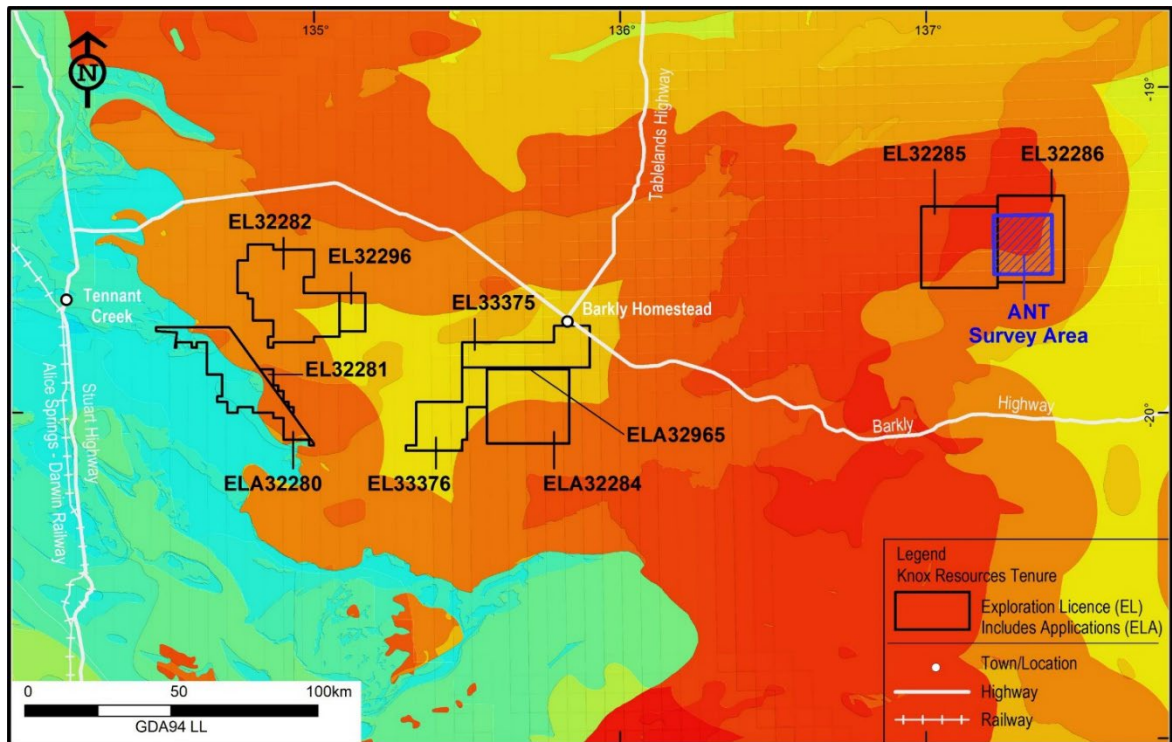 135°
136°
137°
-19°
N
Tablelands Highway
EL32285
EL32286
EL32282
EL32296
EL33375
Barkly Homestead
Tennant
Creek
ANT
Survey Area
EL32281
Stuart Highway
Alice Springs - Darwin Railway
-20°
Highway
Barkly
ELA32965
ELA32280
EL33376
ELA32284
Legend
Knox Resources Tenure
Exploration Licence (EL)
Includes Applications (ELA)
Town/Location
Highway
Railway
0 50 100km
GDA94 LL